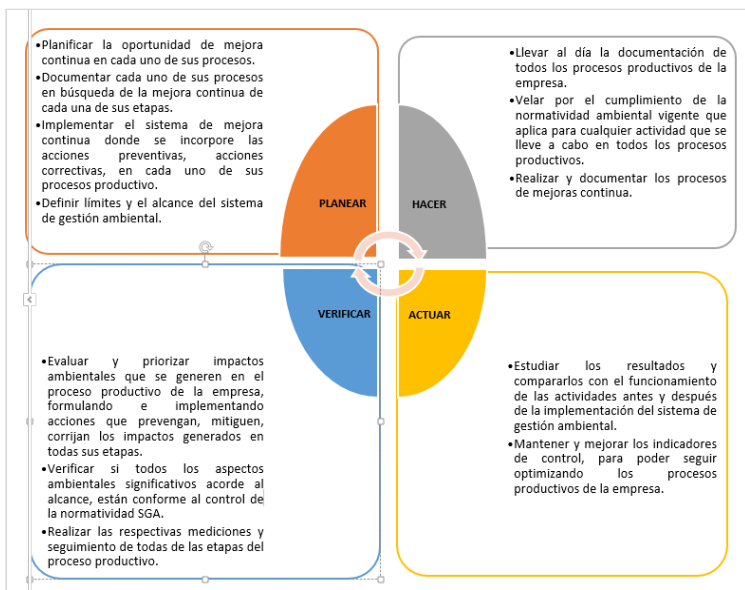 •Planificar la oportunidad de mejora
continua en cada uno de sus procesos.
•Documentar cada uno de sus procesos
en búsqueda de la mejora continua de
cada una de sus etapas.
•Implementar el sistema de mejora
continua donde se incorpore las
acciones preventivas, acciones
correctivas, en cada uno de sus
procesos productivo.
•Definir límites y el alcance del sistema
de gestión ambiental.
PLANEAR
HACER
•Llevar al día la documentación de
todos los procesos productivos de la
empresa.
•Velar por el cumplimiento de la
normatividad ambiental vigente que
aplica para cualquier actividad que se
lleve a cabo en todos los procesos
productivos.
•Realizar y documentar los procesos
de mejoras continua.
VERIFICAR
ACTUAR
•Evaluar y priorizar impactos
ambientales que se generen en el
proceso productivo de la empresa,
formulando e implementando
acciones que prevengan, mitiguen,
corrijan los impactos generados en
todas sus etapas.
•Verificar si todos los aspectos
ambientales significativos acorde al
alcance, están conforme al control de
la normatividad SGA.
•Realizar las respectivas mediciones y
seguimiento de todas de las etapas del
proceso productivo.
•Estudiar los resultados y
compararlos con el funcionamiento
de las actividades antes y después
de la implementación del sistema de
gestión ambiental.
•Mantener y mejorar los indicadores
de control, para poder seguir
optimizando los procesos
productivos de la empresa.